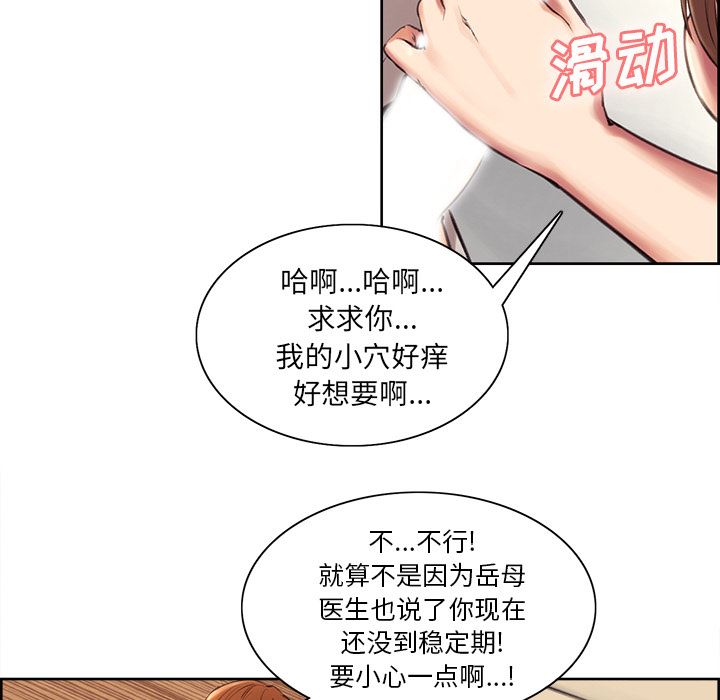 滑动
哈啊...哈啊...
求求你...
我的小穴好痒
好想要啊...
不...不行!
就算不是因为岳母
医生也说了你现在
还没到稳定期!
要小心一点啊...!